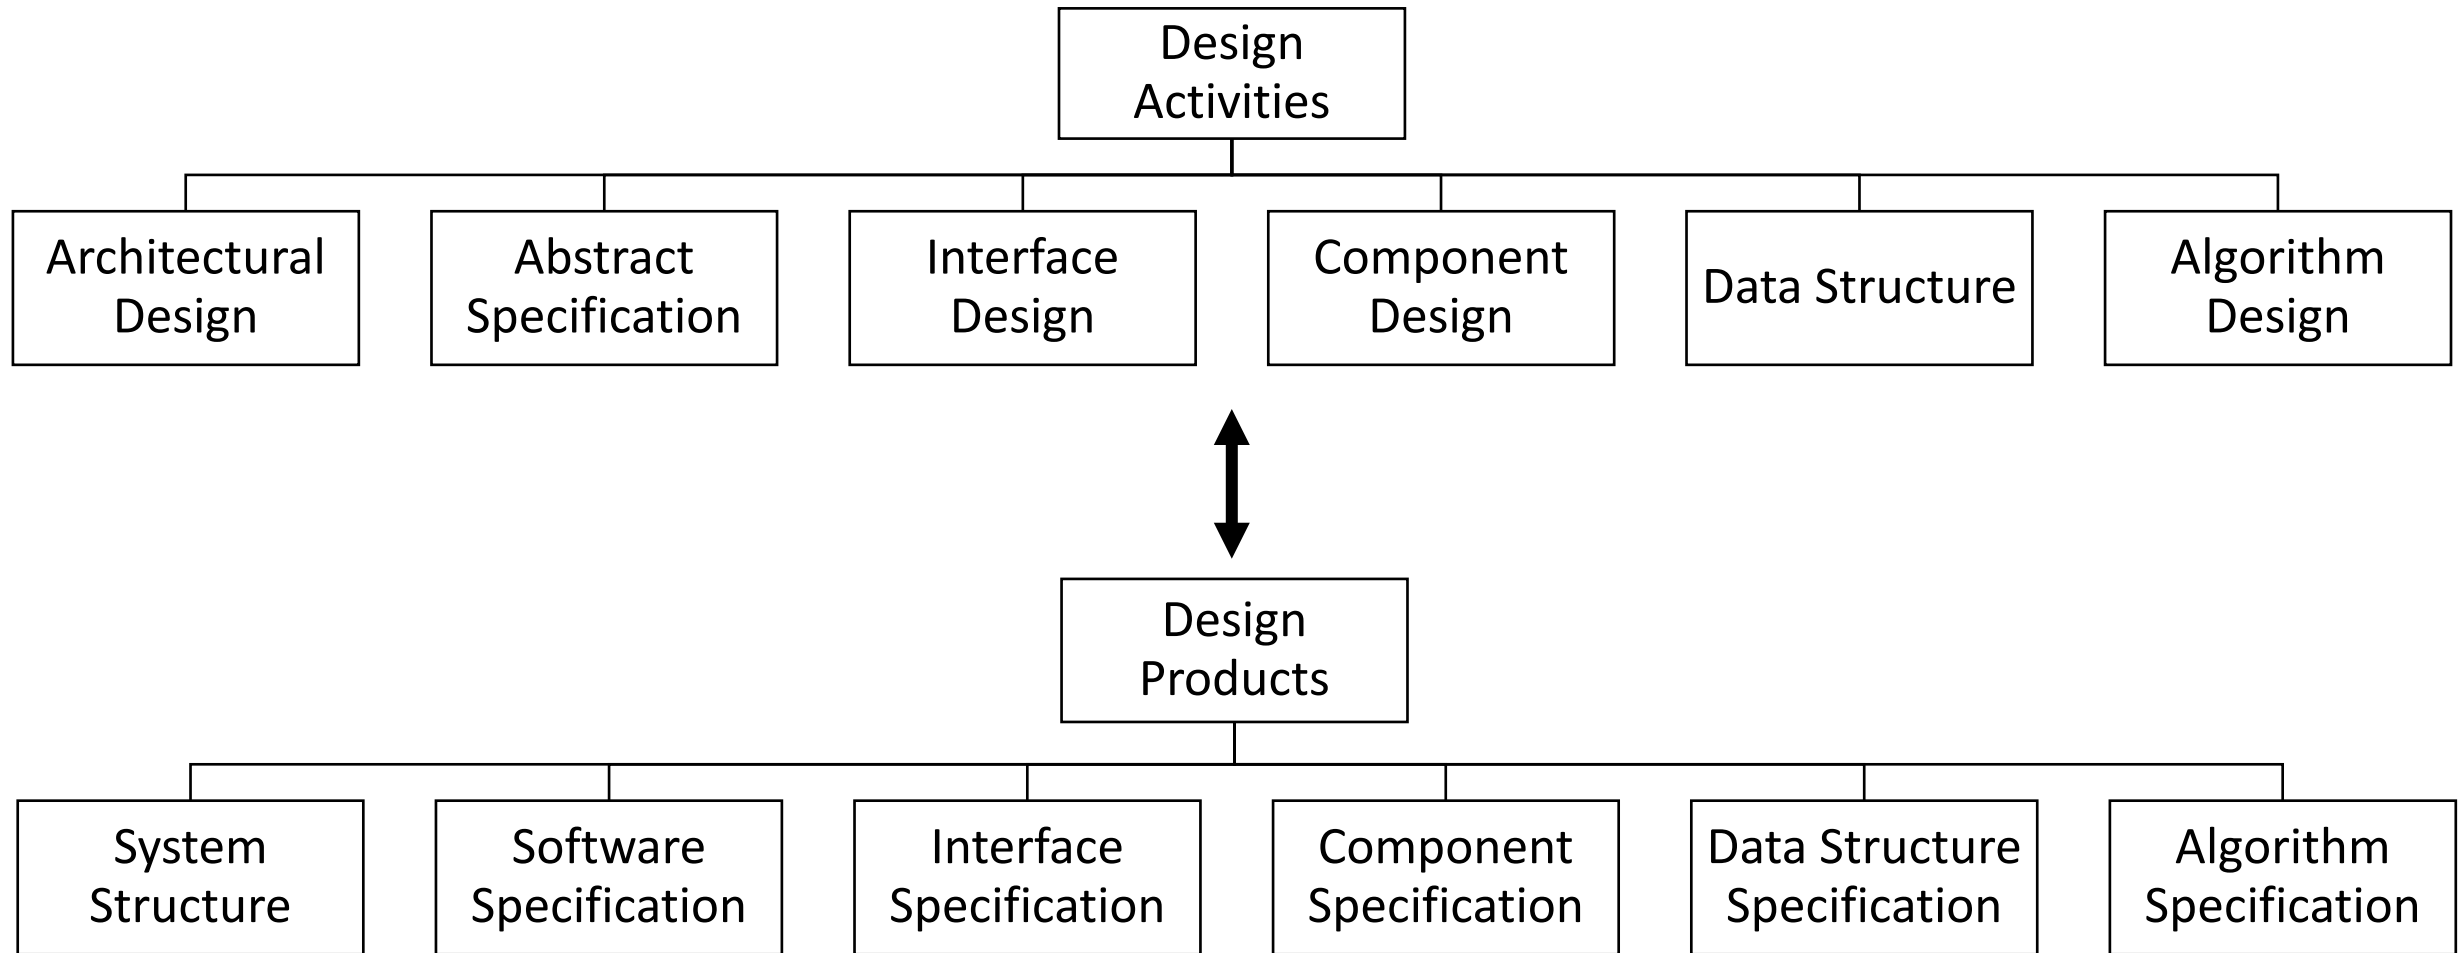 Design
Activities
Architectural
Design
Abstract
Specification
Interface
Design
Component
Design
Data Structure
Algorithm
Design
Design
Products
System
Structure
Software
Specification
Interface
Specification
Component
Specification
Data Structure
Specification
Algorithm
Specification